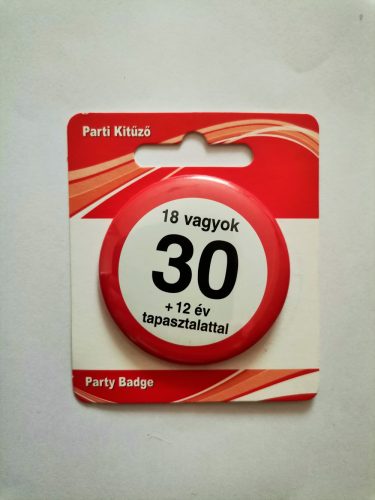 Parti Kitűző
18 vagyok
30
+ 12 év
tapasztalattal
Party Badge